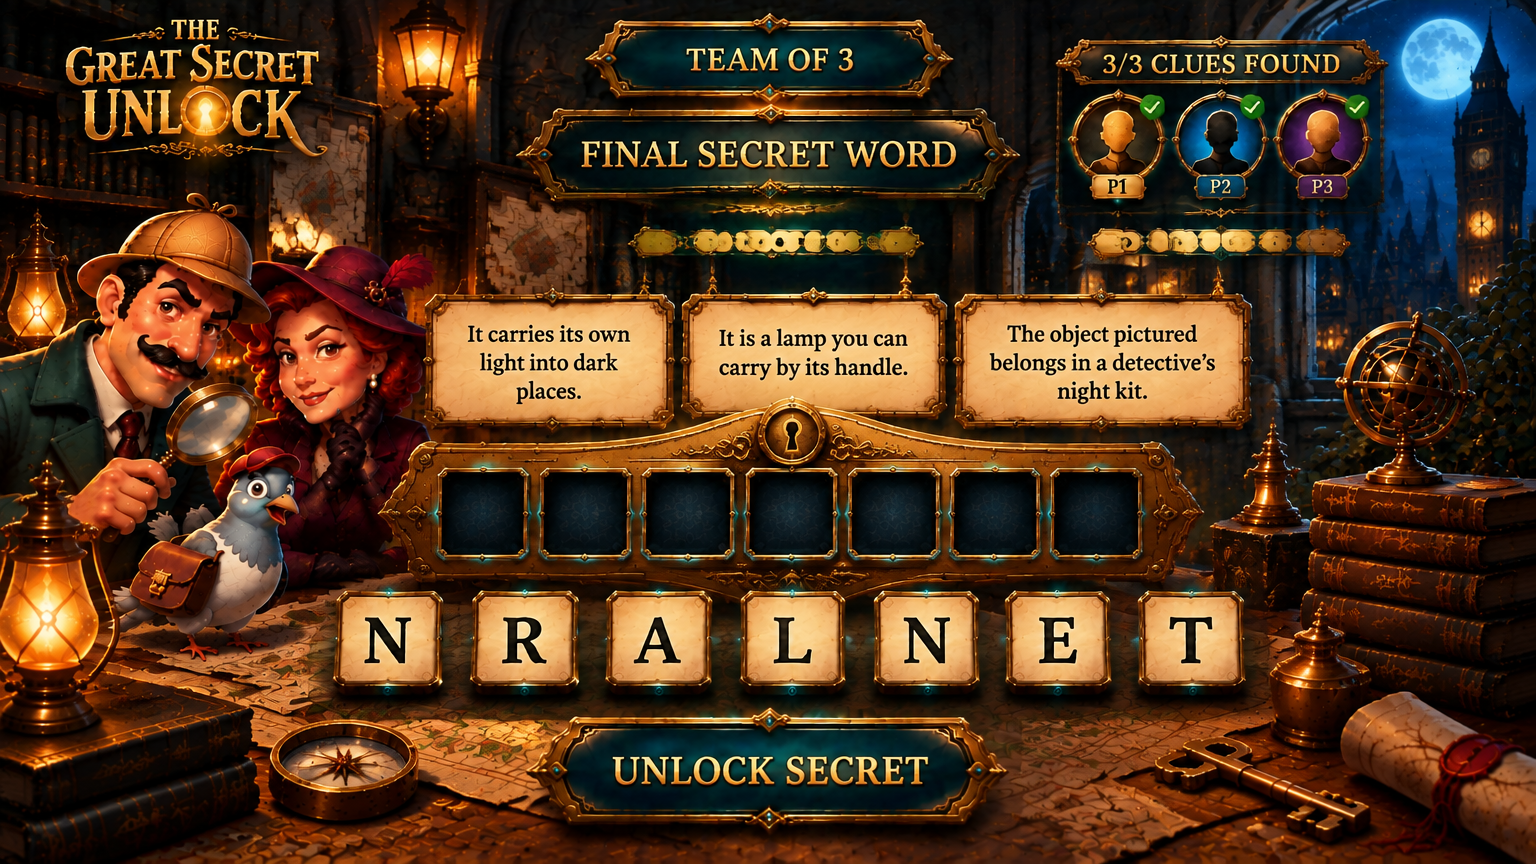 THE
GREAT SECRET
UNLOCK
TEAM OF 3
FINAL SECRET WORD
3/3 CLUES FOUND
P1 P2 P3
It carries its own
light into dark
places.
It is a lamp you can
carry by its handle.
The object pictured
belongs in a detective's
night kit.
N R A L N E T
UNLOCK SECRET